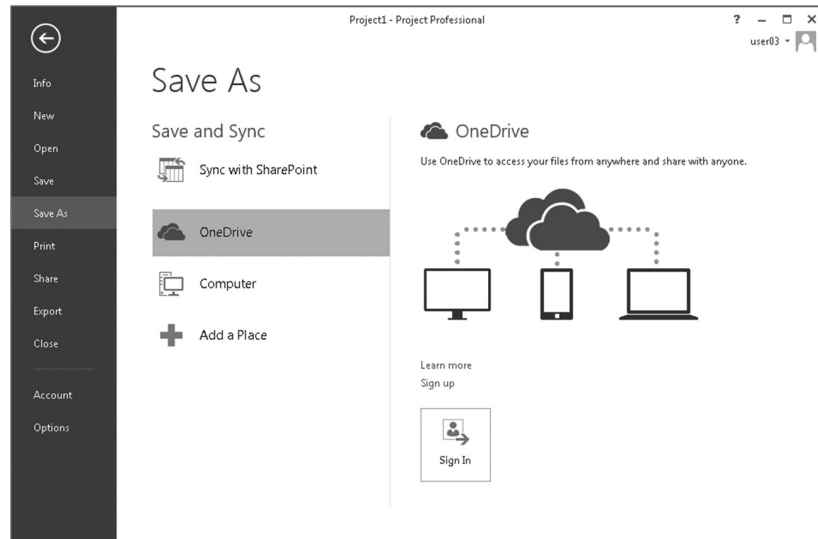 Project1 - Project Professional
?
user03
Info
New
Open
Save
Save As
Print
Share
Export
Close
Account
Options
Save As
Save and Sync
Sync with SharePoint
OneDrive
Computer
Add a Place
OneDrive
Use OneDrive to access your files from anywhere and share with anyone.
Learn more
Sign up
Sign In